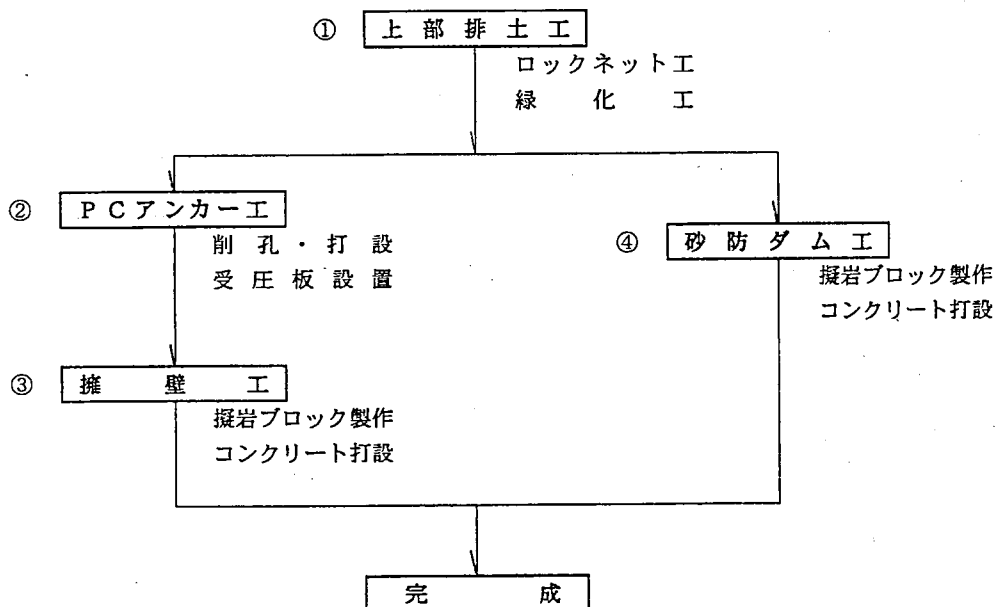 ① 上部排土工
ロックネット工
緑化工
② PCアンカー工
削孔・打設
受圧板設置
④ 砂防ダム工
擬岩ブロック製作
コンクリート打設
③ 擁壁工
擬岩ブロック製作
コンクリート打設
完成